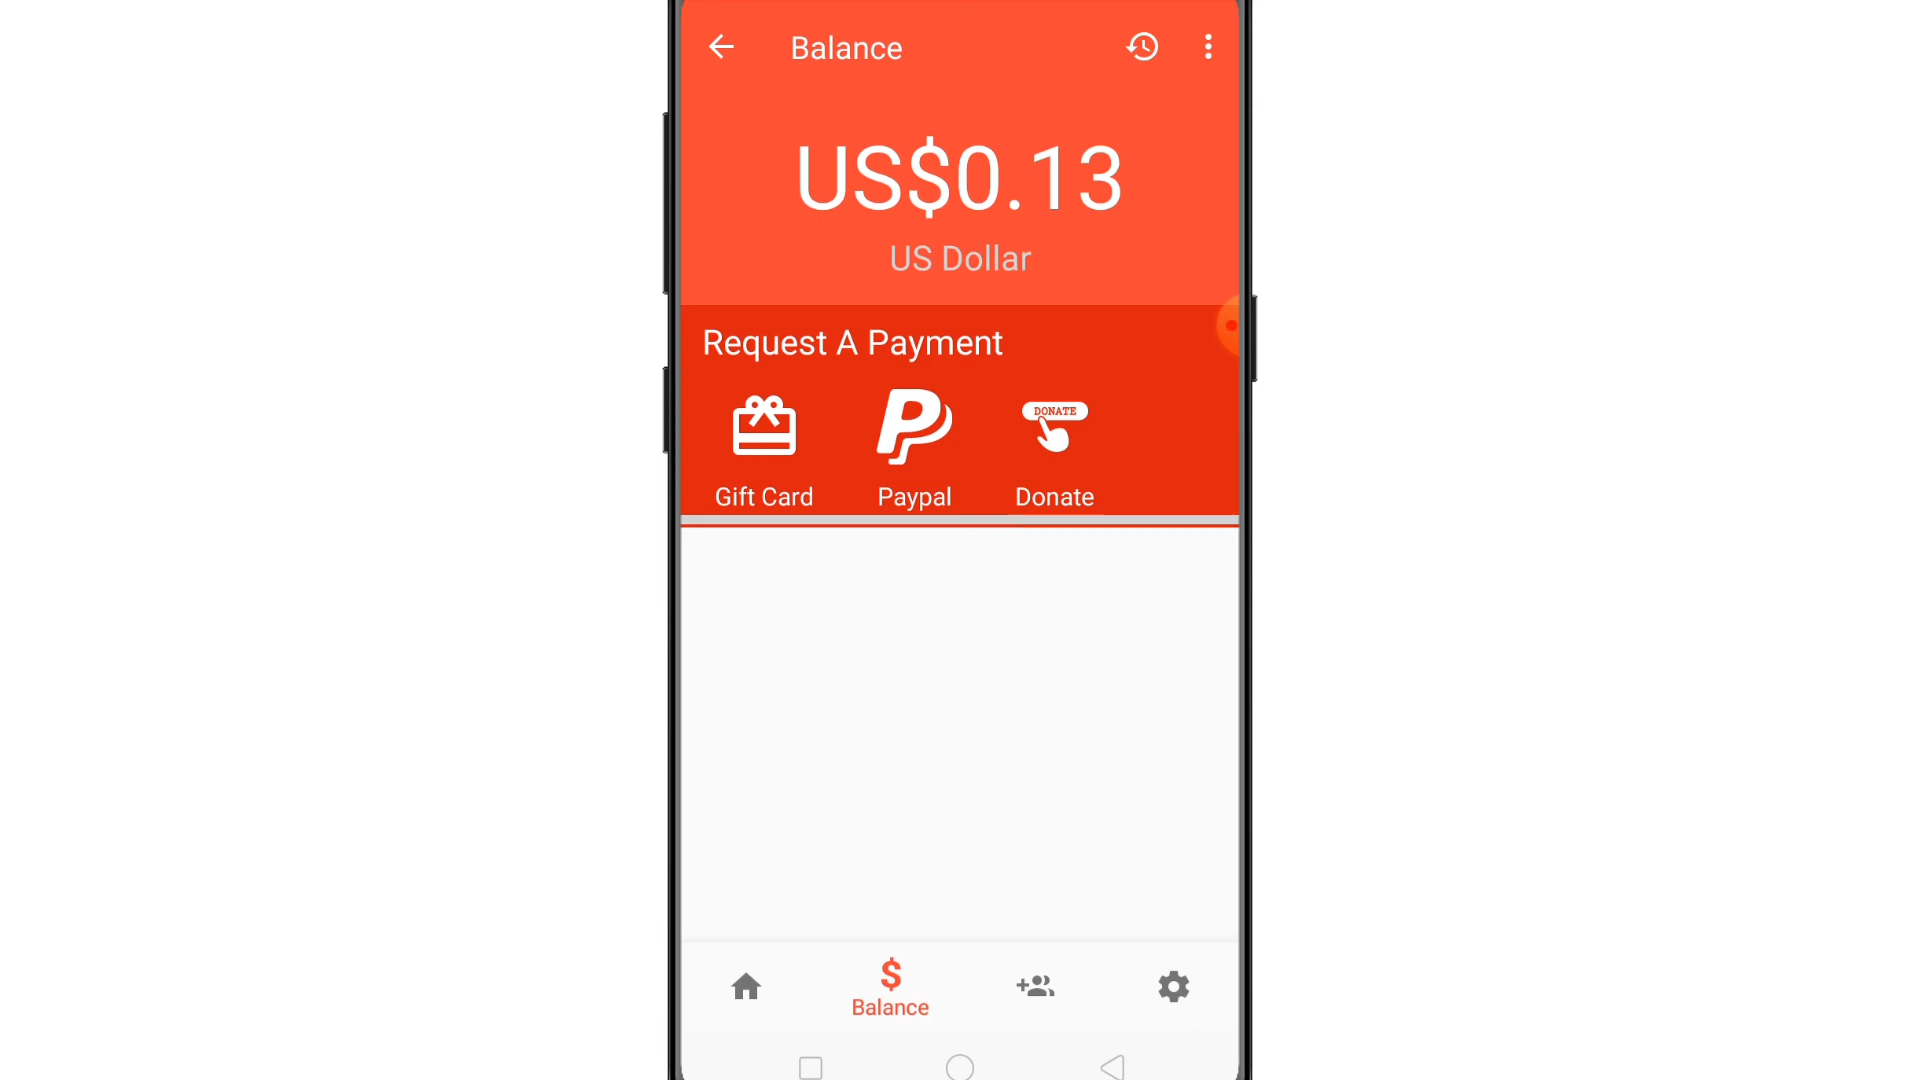 Balance
US$0.13
US Dollar
Request A Payment
DONATE
Gift Card Paypal Donate
$
Balance